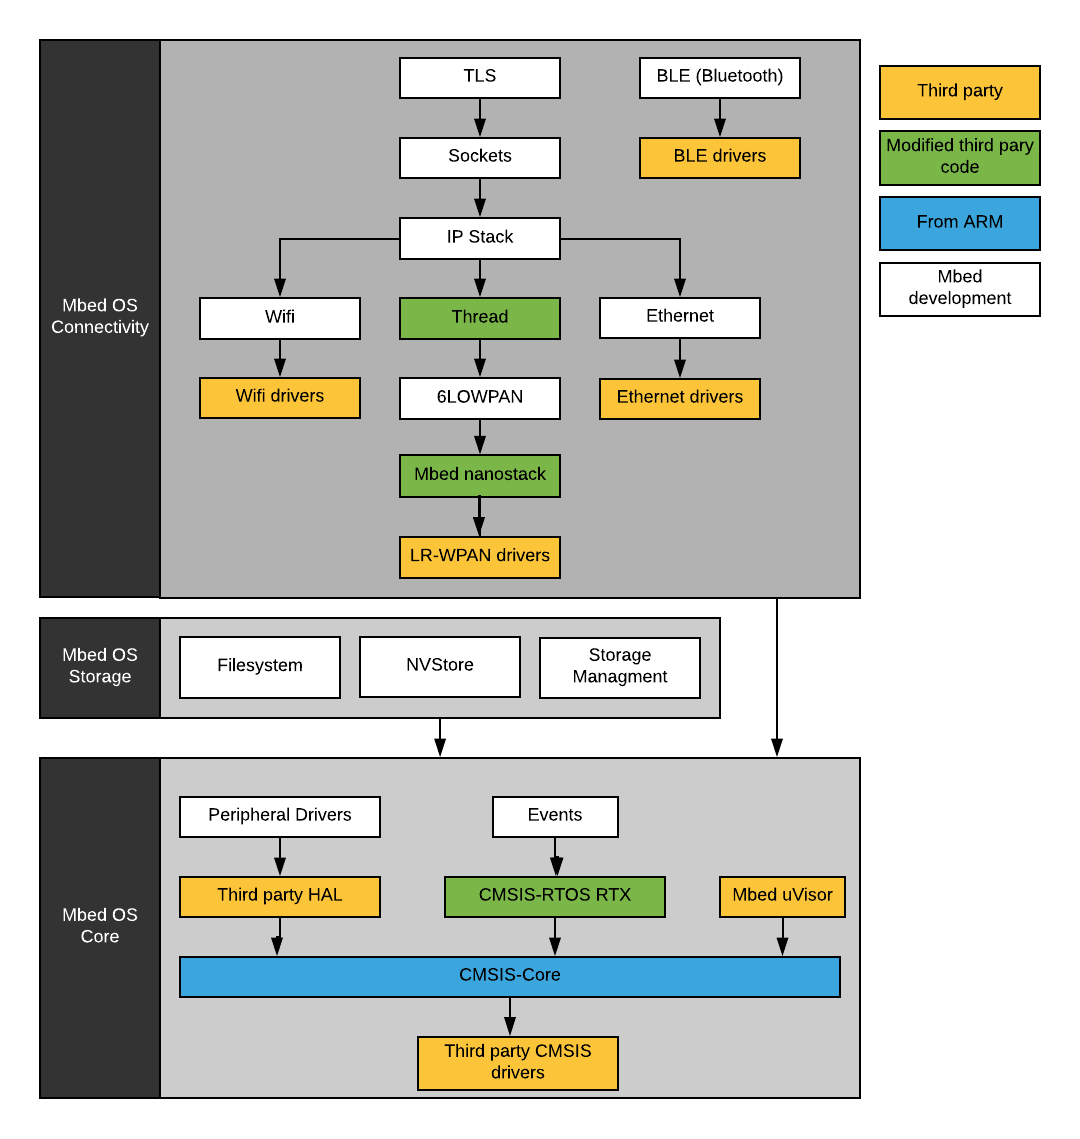 TLS
BLE (Bluetooth)
Third party
Sockets
BLE drivers
Modified third pary
code
IP Stack
From ARM
Mbed OS
Connectivity
Wifi
Thread
Ethernet
Mbed
development
Wifi drivers
6LOWPAN
Ethernet drivers
Mbed nanostack
LR-WPAN drivers
Mbed OS
Storage
Filesystem
NVStore
Storage
Managment
Mbed OS
Core
Peripheral Drivers
Events
Third party HAL
CMSIS-RTOS RTX
Mbed uVisor
CMSIS-Core
Third party CMSIS
drivers